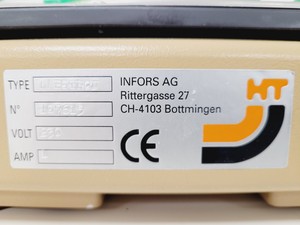 TYPE
INFORS AG
Rittergasse 27
N°
CH-4103 Bottmingen
VOLT
AMP
CE
HT